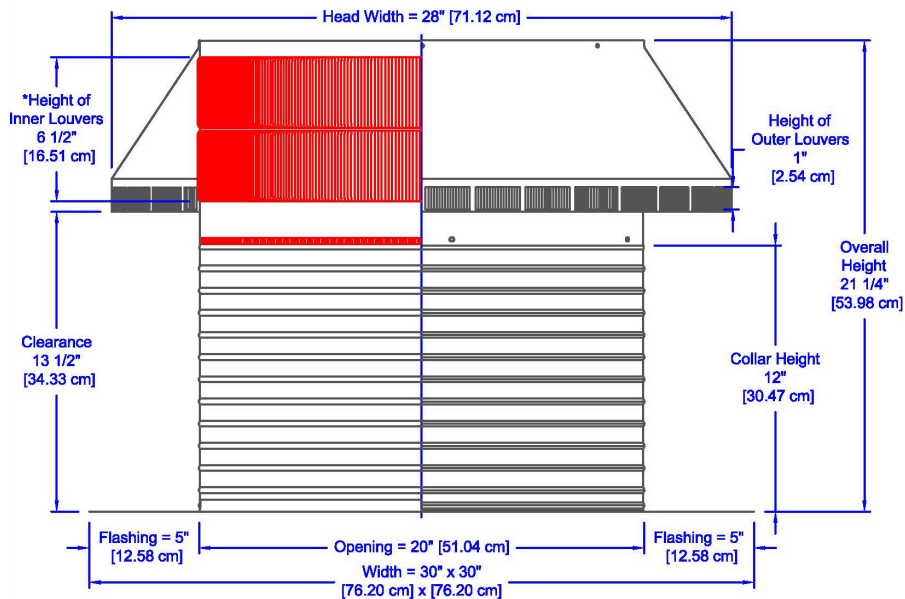 Head Width = 28" [71.12 cm]
*Height of
Inner Louvers
6 1/2"
[16.51 cm]
Height of
Outer Louvers
1"
[2.54 cm]
Overall
Height
21 1/4"
[53.98 cm]
Clearance
13 1/2"
[34.33 cm]
Collar Height
12"
[30.47 cm]
Flashing = 5"
[12.58 cm]
Opening = 20" [51.04 cm]
Flashing = 5"
[12.58 cm]
Width = 30" x 30"
[76.20 cm] x [76.20 cm]